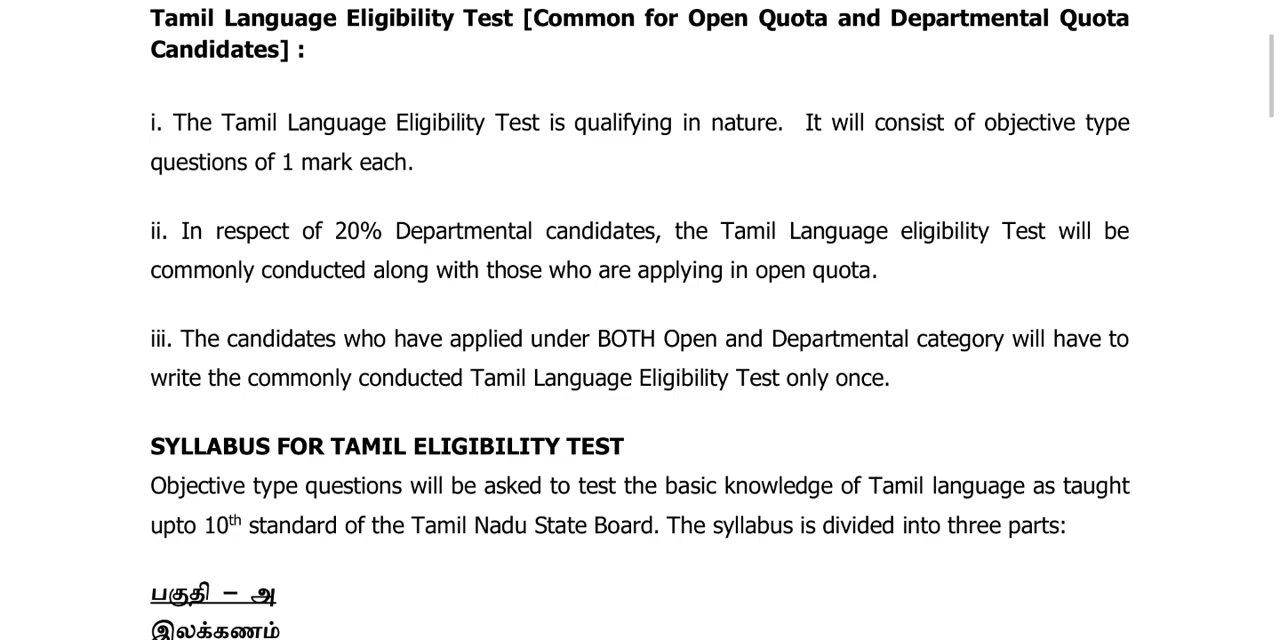 Tamil Language Eligibility Test [Common for Open Quota and Departmental Quota
Candidates] :
i. The Tamil Language Eligibility Test is qualifying in nature. It will consist of objective type
questions of 1 mark each.
ii. In respect of 20% Departmental candidates, the Tamil Language eligibility Test will be
commonly conducted along with those who are applying in open quota.
iii. The candidates who have applied under BOTH Open and Departmental category will have to
write the commonly conducted Tamil Language Eligibility Test only once.
SYLLABUS FOR TAMIL ELIGIBILITY TEST
Objective type questions will be asked to test the basic knowledge of Tamil language as taught
upto 10th standard of the Tamil Nadu State Board. The syllabus is divided into three parts:
பகுதி – அ
இலக்கணம்